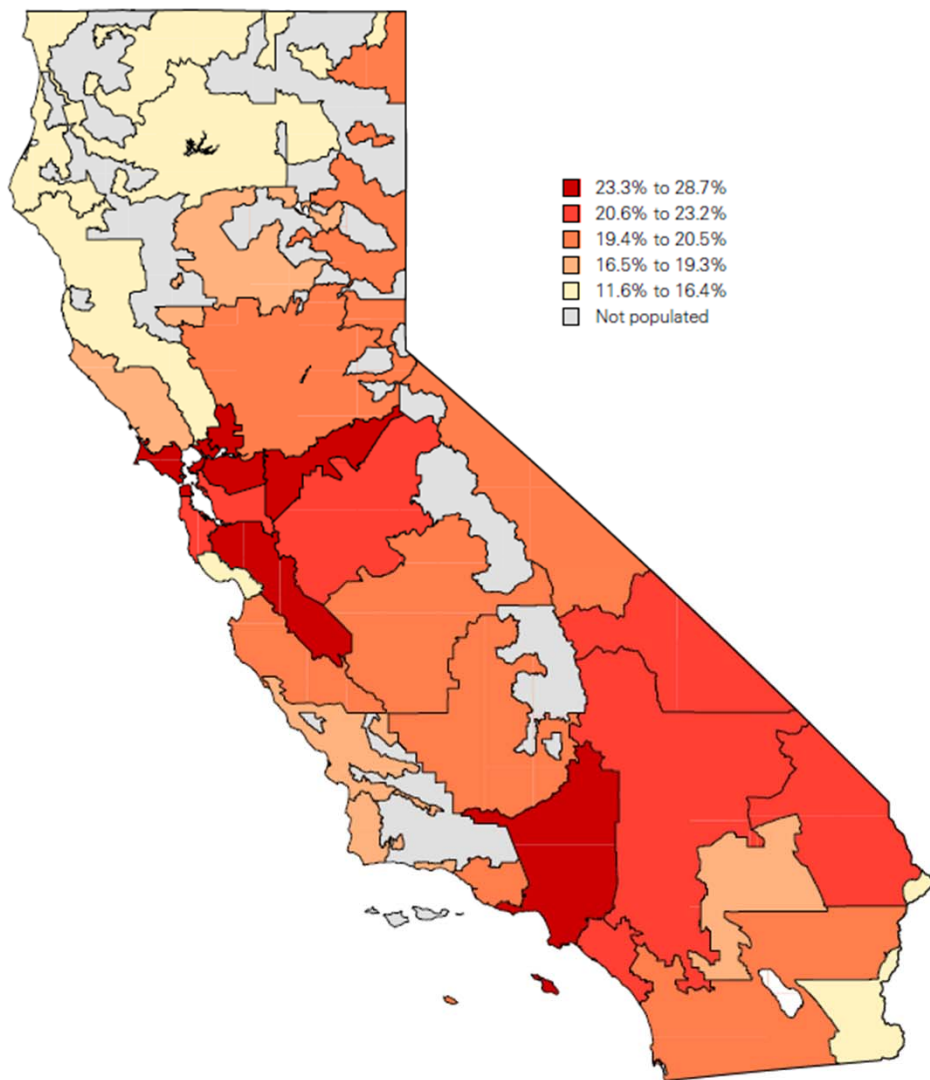 23.3% to 28.7%
20.6% to 23.2%
19.4% to 20.5%
16.5% to 19.3%
11.6% to 16.4%
Not populated